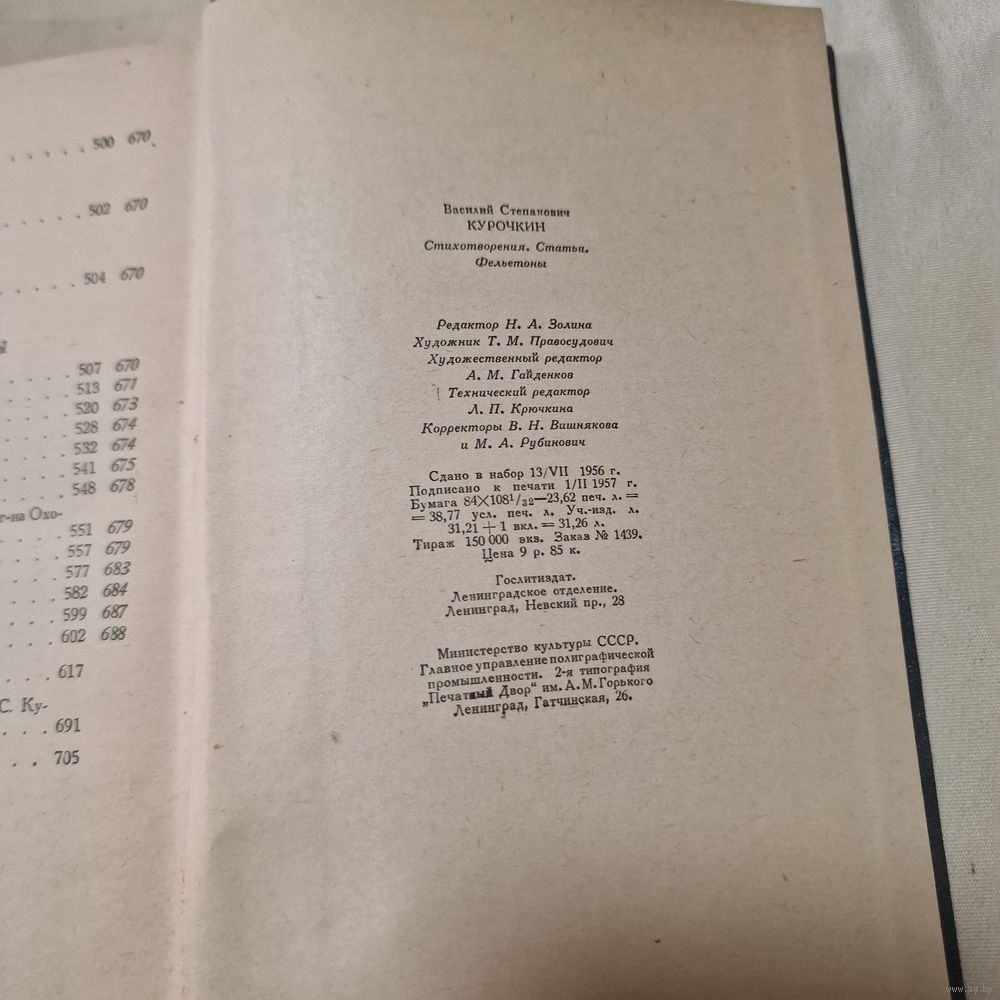 500 670
502 670
504 670
507 670
513 671
520 673
528 674
532 674
541 675
548 678
г-на Охо-
551 679
557 679
577 683
582 684
599 687
602 688
617
С. Ку-
691
705
Василий Степанович
КУРОЧКИН
Стихотворения. Статьи.
Фельетоны
Редактор Н. А. Золина
Художник Т. М. Правосудович
Художественный редактор
А. М. Гайденков
Технический редактор
Л. П. Крючкина
Корректоры В. Н. Вишнякова
и М. А. Рубинович
Сдано в набор 13/VII 1956 г.
Подписано к печати 1/II 1957 г.
Бумага 84×108¹/₃₂—23,62 печ. л. =
= 38,77 усл. печ. л. Уч.-изд. л.
31,21 + 1 вкл. = 31,26 л.
Тираж 150 000 экз. Заказ № 1439.
Цена 9 р. 85 к.
Гослитиздат.
Ленинградское отделение.
Ленинград, Невский пр., 28
Министерство культуры СССР.
Главное управление полиграфической
промышленности. 2-я типография
„Печатный Двор“ им. А. М. Горького
Ленинград, Гатчинская, 26.
www.ay.by